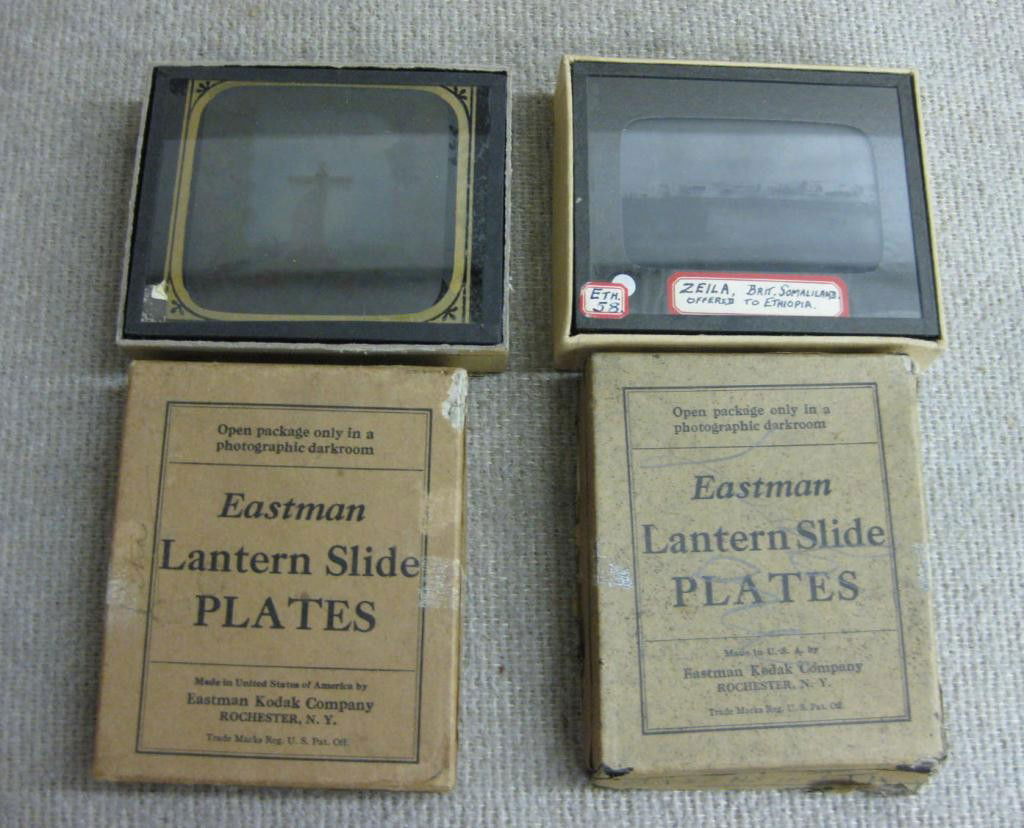 ETH.
58
ZEILA, BRIT. SOMALILAND.
OFFERED TO ETHIOPIA.
Open package only in a
photographic darkroom
Eastman
Lantern Slide
PLATES
Made in United States of America by
Eastman Kodak Company
ROCHESTER, N. Y.
Trade Marks Reg. U. S. Pat. Off.
Open package only in a
photographic darkroom
Eastman
Lantern Slide
PLATES
Made in U. S. A. by
Eastman Kodak Company
ROCHESTER, N. Y.
Trade Marks Reg. U. S. Pat. Off.